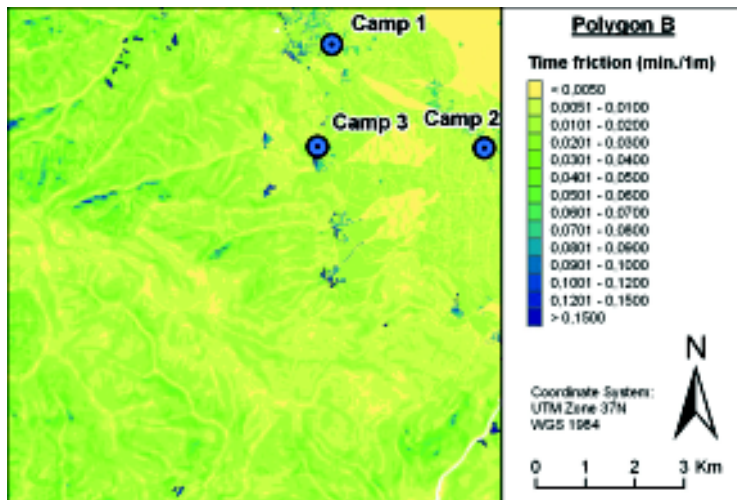 Camp 1
Camp 3
Camp 2
Polygon B
Time friction (min./1m)
< 0,0050
0,0051 - 0,0100
0,0101 - 0,0200
0,0201 - 0,0300
0,0301 - 0,0400
0,0401 - 0,0500
0,0501 - 0,0600
0,0601 - 0,0700
0,0701 - 0,0800
0,0801 - 0,0900
0,0901 - 0,1000
0,1001 - 0,1200
0,1201 - 0,1500
> 0,1500
N
Coordinate System:
UTM Zone 37N
WGS 1984
0 1 2 3 Km